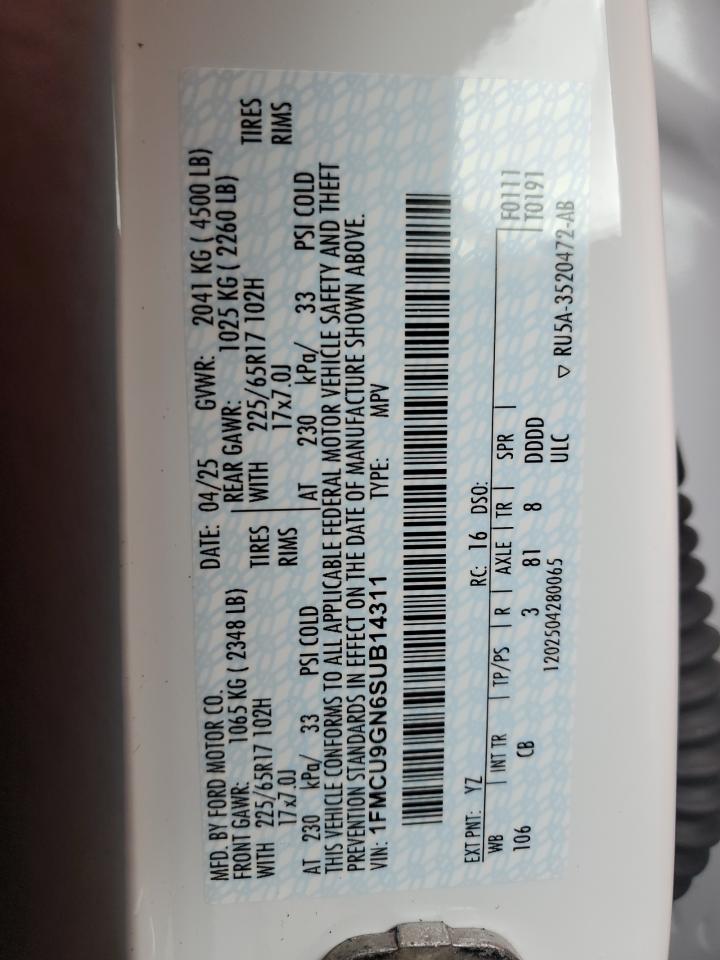 MFD. BY FORD MOTOR CO. DATE: 04/25 GVWR: 2041 KG ( 4500 LB)
FRONT GAWR: 1065 KG ( 2348 LB) REAR GAWR: 1025 KG ( 2260 LB)
WITH 225/65R17 102H TIRES WITH 225/65R17 102H TIRES
17x7.0J RIMS 17x7.0J RIMS
AT 230 kPa/ 33 PSI COLD AT 230 kPa/ 33 PSI COLD
THIS VEHICLE CONFORMS TO ALL APPLICABLE FEDERAL MOTOR VEHICLE SAFETY AND THEFT
PREVENTION STANDARDS IN EFFECT ON THE DATE OF MANUFACTURE SHOWN ABOVE.
VIN: 1FMCU9GN6SUB14311 TYPE: MPV
EXT PNT: YZ RC: 16 DSO: F0111
WB INT TR TP/PS R AXLE TR SPR T0191
106 CB 3 81 8 DDDD
1202504280065 ULC ▽ RU5A-3520472-AB